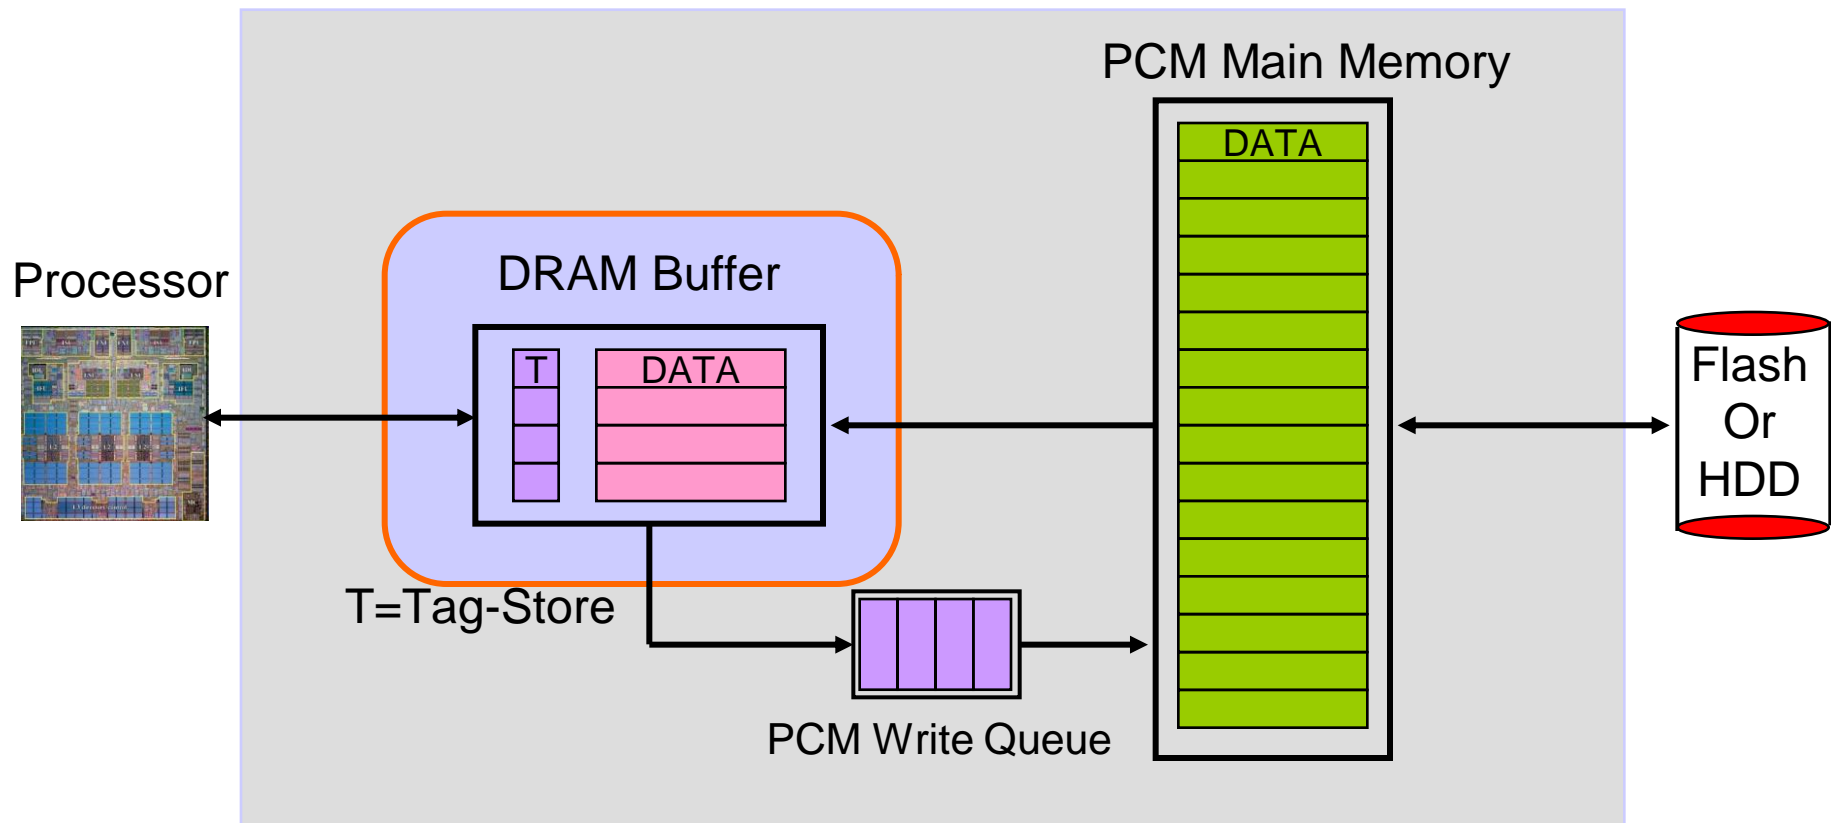 PCM Main Memory
DATA
DRAM Buffer
Processor
T
DATA
Flash
Or
HDD
T=Tag-Store
PCM Write Queue